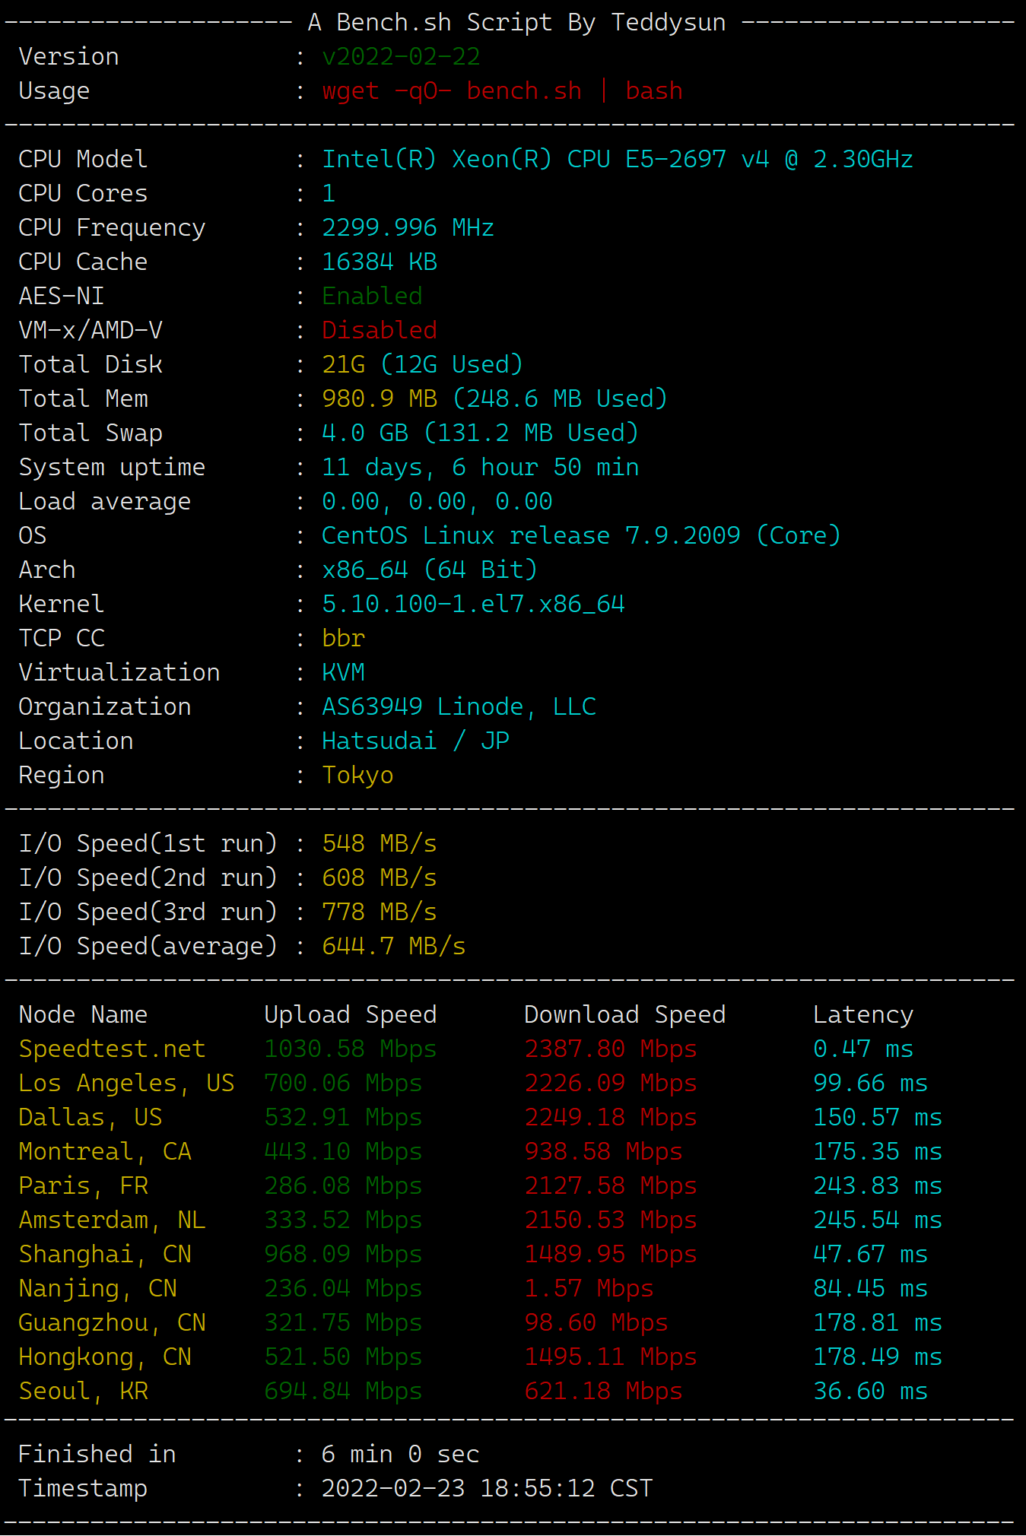 -------------------- A Bench.sh Script By Teddysun -------------------
Version            : v2022-02-22
Usage              : wget -qO- bench.sh | bash
----------------------------------------------------------------------
CPU Model          : Intel(R) Xeon(R) CPU E5-2697 v4 @ 2.30GHz
CPU Cores          : 1
CPU Frequency      : 2299.996 MHz
CPU Cache          : 16384 KB
AES-NI             : Enabled
VM-x/AMD-V         : Disabled
Total Disk         : 21G (12G Used)
Total Mem          : 980.9 MB (248.6 MB Used)
Total Swap         : 4.0 GB (131.2 MB Used)
System uptime      : 11 days, 6 hour 50 min
Load average       : 0.00, 0.00, 0.00
OS                 : CentOS Linux release 7.9.2009 (Core)
Arch               : x86_64 (64 Bit)
Kernel             : 5.10.100-1.el7.x86_64
TCP CC             : bbr
Virtualization     : KVM
Organization       : AS63949 Linode, LLC
Location           : Hatsudai / JP
Region             : Tokyo
----------------------------------------------------------------------
I/O Speed(1st run) : 548 MB/s
I/O Speed(2nd run) : 608 MB/s
I/O Speed(3rd run) : 778 MB/s
I/O Speed(average) : 644.7 MB/s
----------------------------------------------------------------------
Node Name        Upload Speed      Download Speed      Latency
Speedtest.net    1030.58 Mbps      2387.80 Mbps        0.47 ms
Los Angeles, US  700.06 Mbps       2226.09 Mbps        99.66 ms
Dallas, US       532.91 Mbps       2249.18 Mbps        150.57 ms
Montreal, CA     443.10 Mbps       938.58 Mbps         175.35 ms
Paris, FR        286.08 Mbps       2127.58 Mbps        243.83 ms
Amsterdam, NL    333.52 Mbps       2150.53 Mbps        245.54 ms
Shanghai, CN     968.09 Mbps       1489.95 Mbps        47.67 ms
Nanjing, CN      236.04 Mbps       1.57 Mbps           84.45 ms
Guangzhou, CN    321.75 Mbps       98.60 Mbps          178.81 ms
Hongkong, CN     521.50 Mbps       1495.11 Mbps        178.49 ms
Seoul, KR        694.84 Mbps       621.18 Mbps         36.60 ms
----------------------------------------------------------------------
Finished in        : 6 min 0 sec
Timestamp          : 2022-02-23 18:55:12 CST
----------------------------------------------------------------------